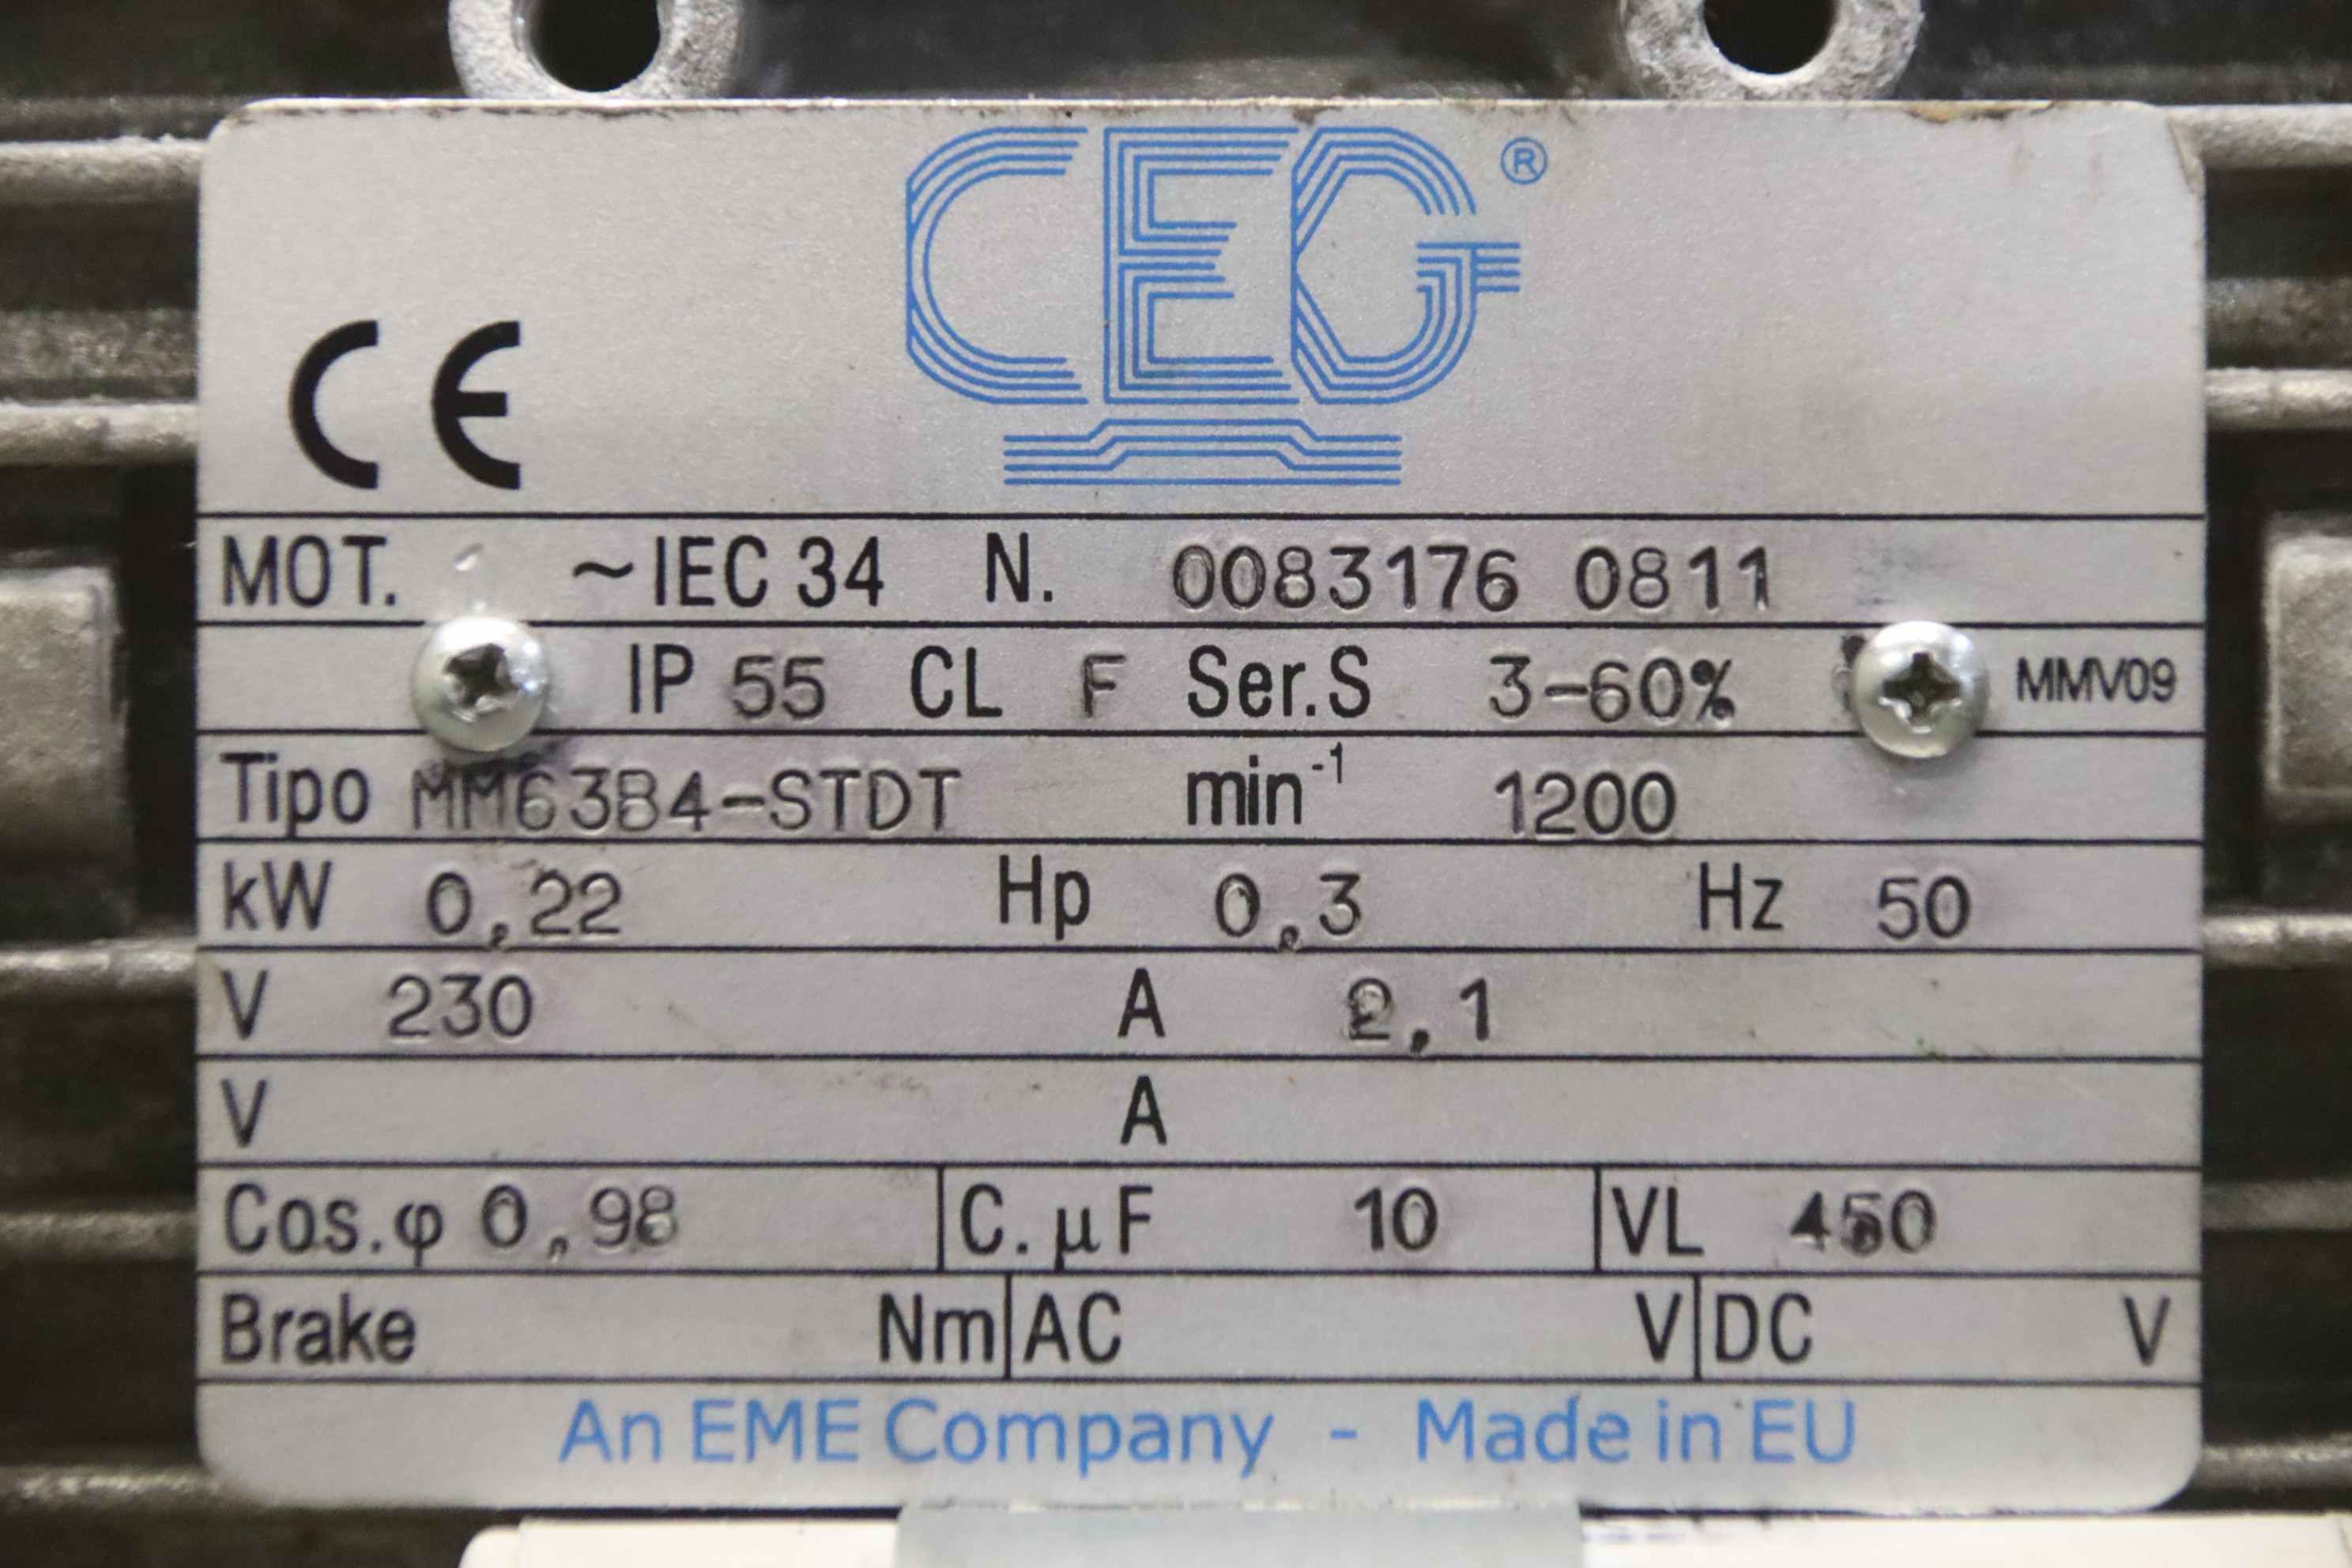 CEG®
CE
MOT. ~IEC 34 N. 0083176 0811
IP 55 CL F Ser.S 3-60% MMV09
Tipo MM63B4-STDT min⁻¹ 1200
kW 0,22 Hp 0,3 Hz 50
V 230 A 2,1
V A
Cos.φ 0,98 C.µF 10 VL 450
Brake Nm AC V DC V
An EME Company - Made in EU